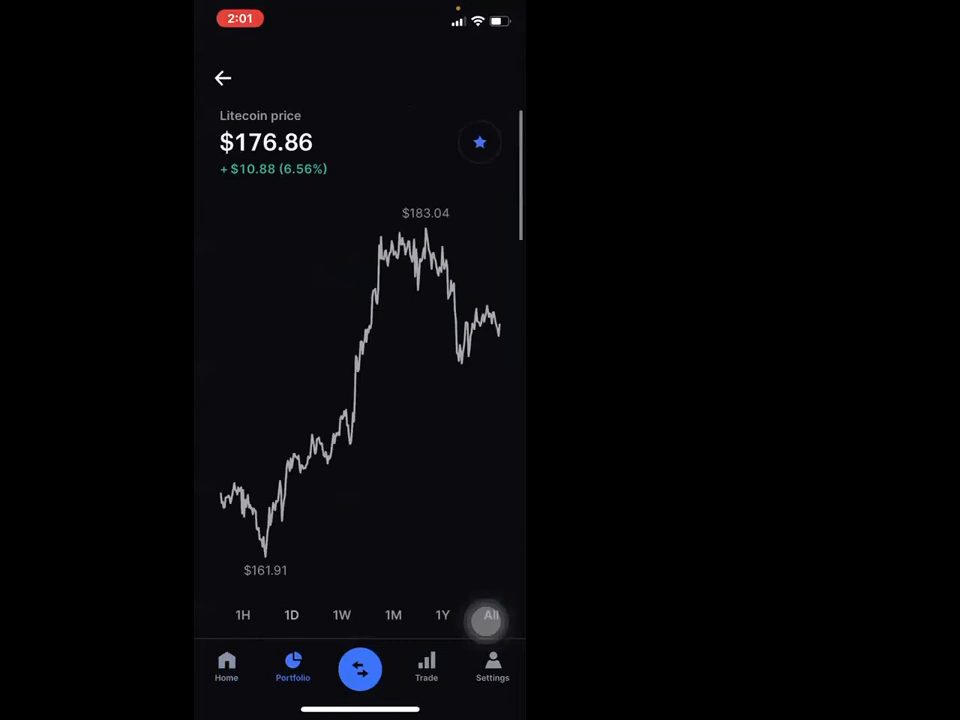 2:01
Litecoin price
$176.86
+ $10.88 (6.56%)
$183.04
$161.91
1H 1D 1W 1M 1Y All
Home Portfolio Trade Settings